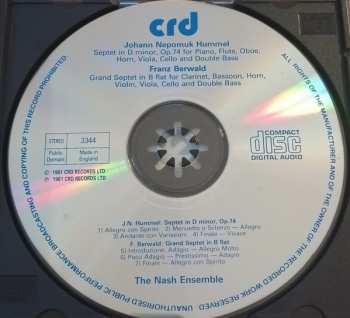 crd
Johann Nepomuk Hummel
Septet in D minor, Op.74 for Piano, Flute, Oboe,
Horn, Viola, Cello and Double Bass
Franz Berwald
Grand Septet in B flat for Clarinet, Bassoon, Horn,
Violin, Viola, Cello and Double Bass
STEREO
3344
Public
Domain
Made in
England
COMPACT
disc
DIGITAL AUDIO
℗ 1981 CRD RECORDS LTD
© 1981 CRD RECORDS LTD
J.N. Hummel: Septet in D minor, Op.74
1) Allegro con Spirito 2) Menuetto o Scherzo — Allegro
3) Andante con Variazioni 4) Finale — Vivace
F. Berwald: Grand Septet in B flat
5) Introduzione, Adagio — Allegro Molto
6) Poco Adagio — Prestissimo — Adagio
7) Finale — Allegro con Spirito
The Nash Ensemble
ALL RIGHTS OF THE MANUFACTURER AND OF THE OWNER OF THE RECORDED WORK RESERVED UNAUTHORISED PUBLIC PERFORMANCE BROADCASTING AND COPYING OF THIS RECORD PROHIBITED